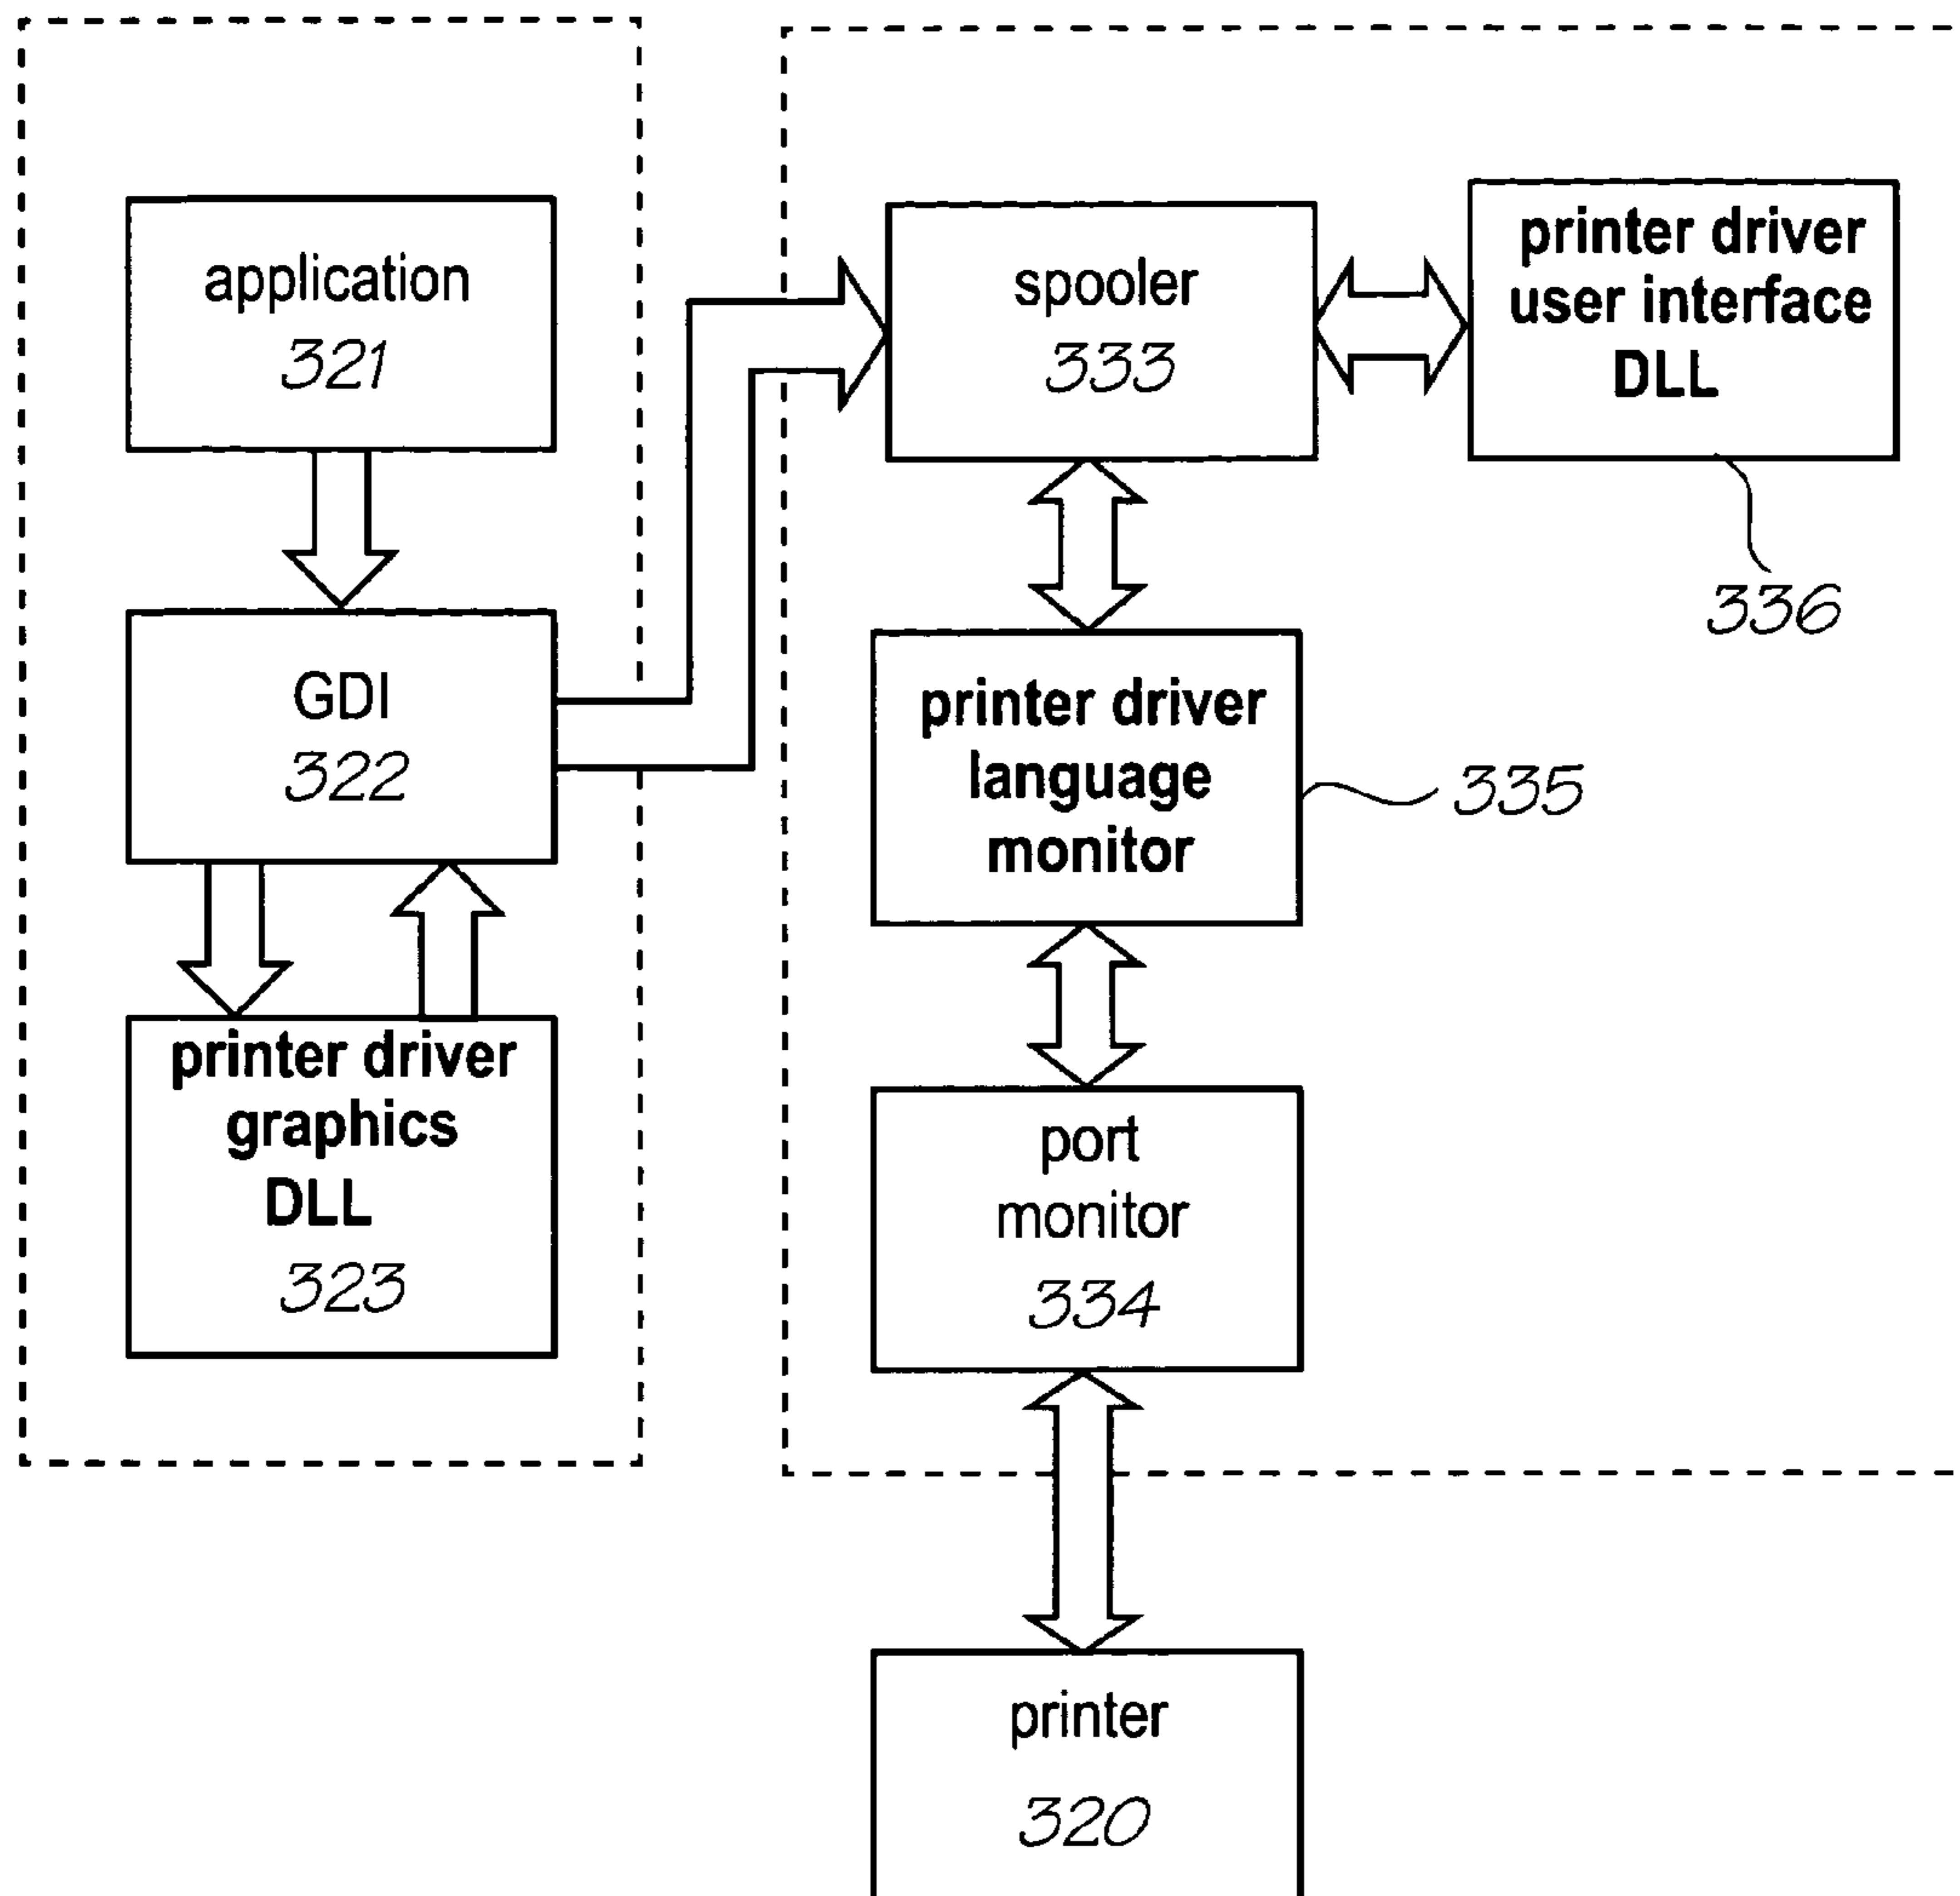 application
321
GDI
322
printer driver
graphics
DLL
323
spooler
333
printer driver
user interface
DLL
336
printer driver
language
monitor
335
port
monitor
334
printer
320